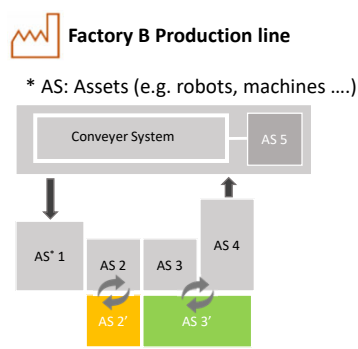 Factory B Production line
* AS: Assets (e.g. robots, machines ....)
Conveyer System
AS 5
AS* 1
AS 2
AS 3
AS 4
AS 2′
AS 3′